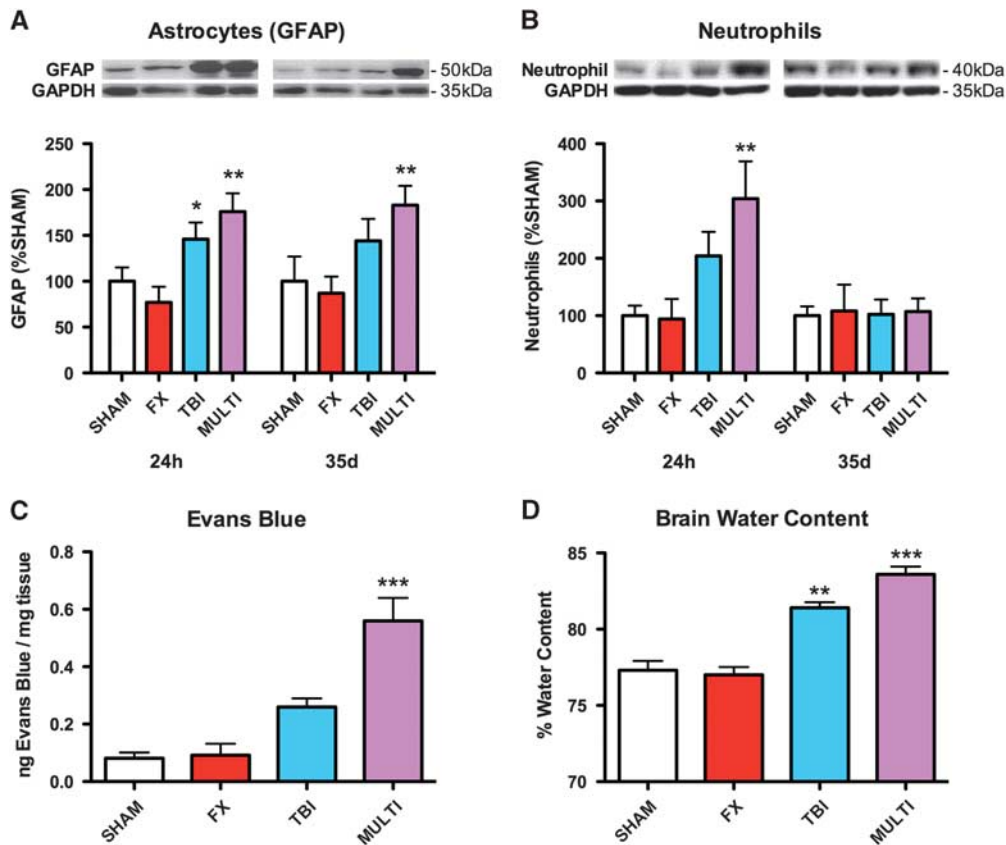 A
Astrocytes (GFAP)
GFAP
- 50kDa
GAPDH
- 35kDa
GFAP (%SHAM)
250
200
150
100
50
0
*
**
**
SHAM
FX
TBI
MULTI
SHAM
FX
TBI
MULTI
24h
35d
B
Neutrophils
Neutrophil
- 40kDa
GAPDH
- 35kDa
Neutrophils (%SHAM)
400
300
200
100
0
**
SHAM
FX
TBI
MULTI
SHAM
FX
TBI
MULTI
24h
35d
C
Evans Blue
ng Evans Blue / mg tissue
0.8
0.6
0.4
0.2
0.0
***
SHAM
FX
TBI
MULTI
D
Brain Water Content
% Water Content
85
80
75
70
**
***
SHAM
FX
TBI
MULTI